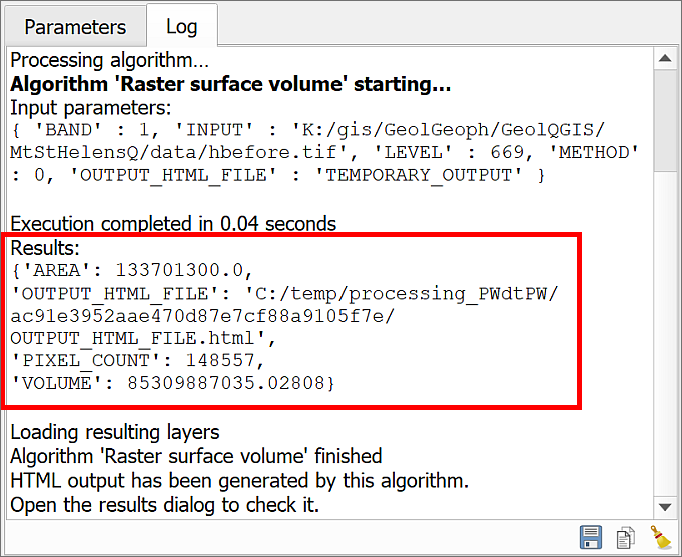 Parameters
Log
Processing algorithm…
Algorithm 'Raster surface volume' starting…
Input parameters:
{ 'BAND' : 1, 'INPUT' : 'K:/gis/GeolGeoph/GeolQGIS/
MtStHelensQ/data/hbefore.tif', 'LEVEL' : 669, 'METHOD'
: 0, 'OUTPUT_HTML_FILE' : 'TEMPORARY_OUTPUT' }
Execution completed in 0.04 seconds
Results:
{'AREA': 133701300.0,
'OUTPUT_HTML_FILE': 'C:/temp/processing_PWdtPW/
ac91e3952aae470d87e7cf88a9105f7e/
OUTPUT_HTML_FILE.html',
'PIXEL_COUNT': 148557,
'VOLUME': 85309887035.02808}
Loading resulting layers
Algorithm 'Raster surface volume' finished
HTML output has been generated by this algorithm.
Open the results dialog to check it.